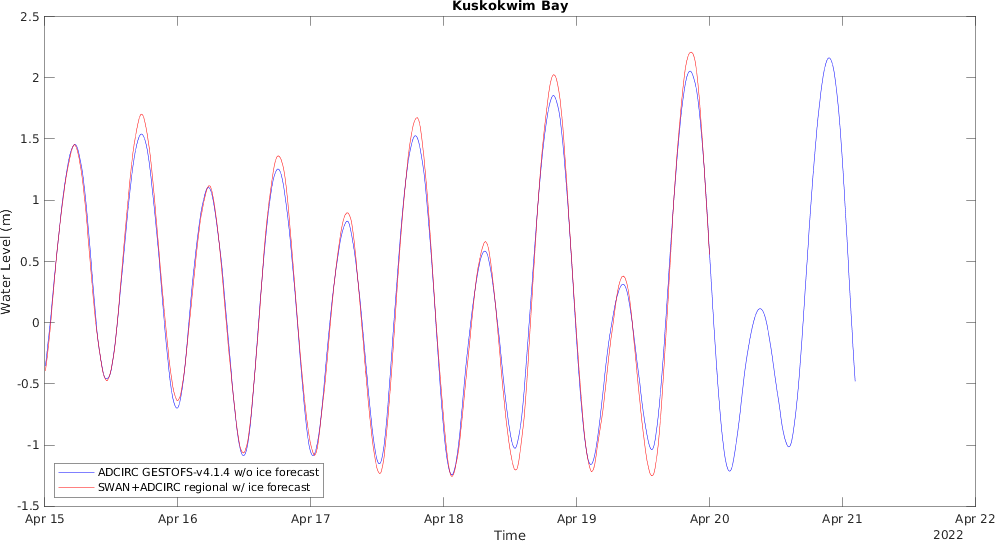 Kuskokwim Bay
2.5
2
1.5
1
0.5
0
-0.5
-1
-1.5
Water Level (m)
ADCIRC GESTOFS-v4.1.4 w/o ice forecast
SWAN+ADCIRC regional w/ ice forecast
Apr 15 Apr 16 Apr 17 Apr 18 Apr 19 Apr 20 Apr 21 Apr 22
Time
2022